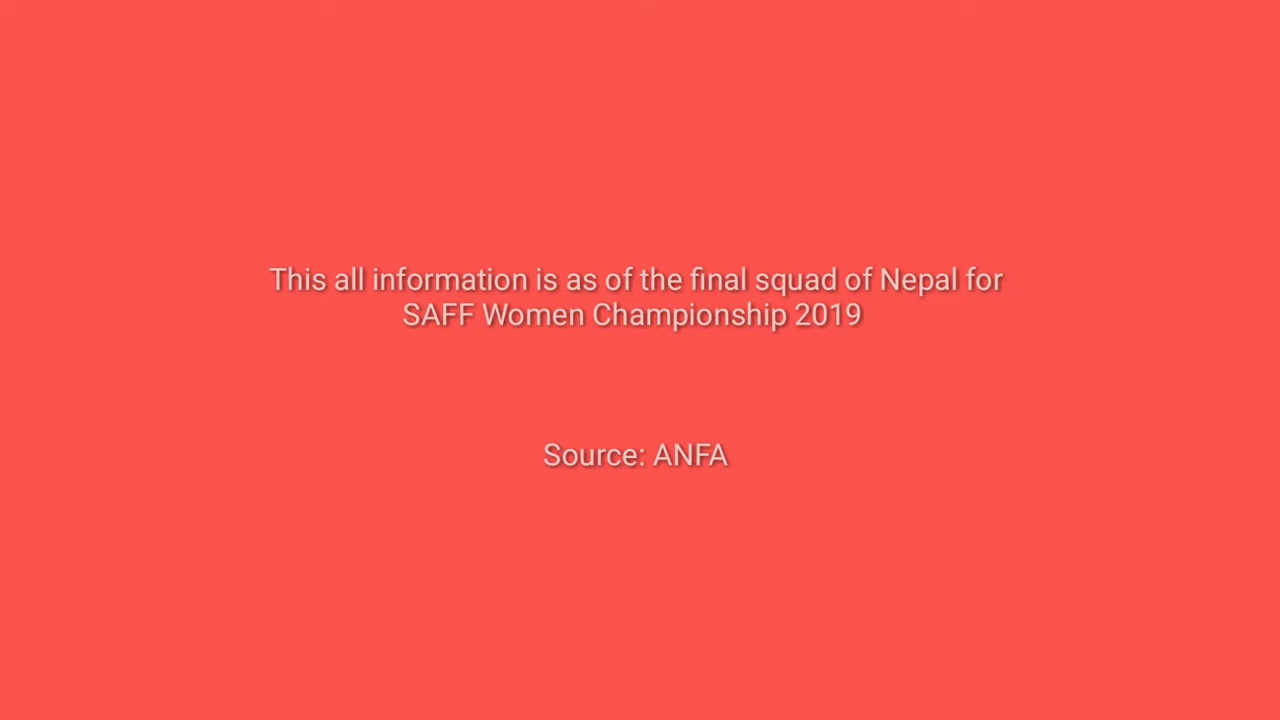 This all information is as of the final squad of Nepal for
SAFF Women Championship 2019
Source: ANFA